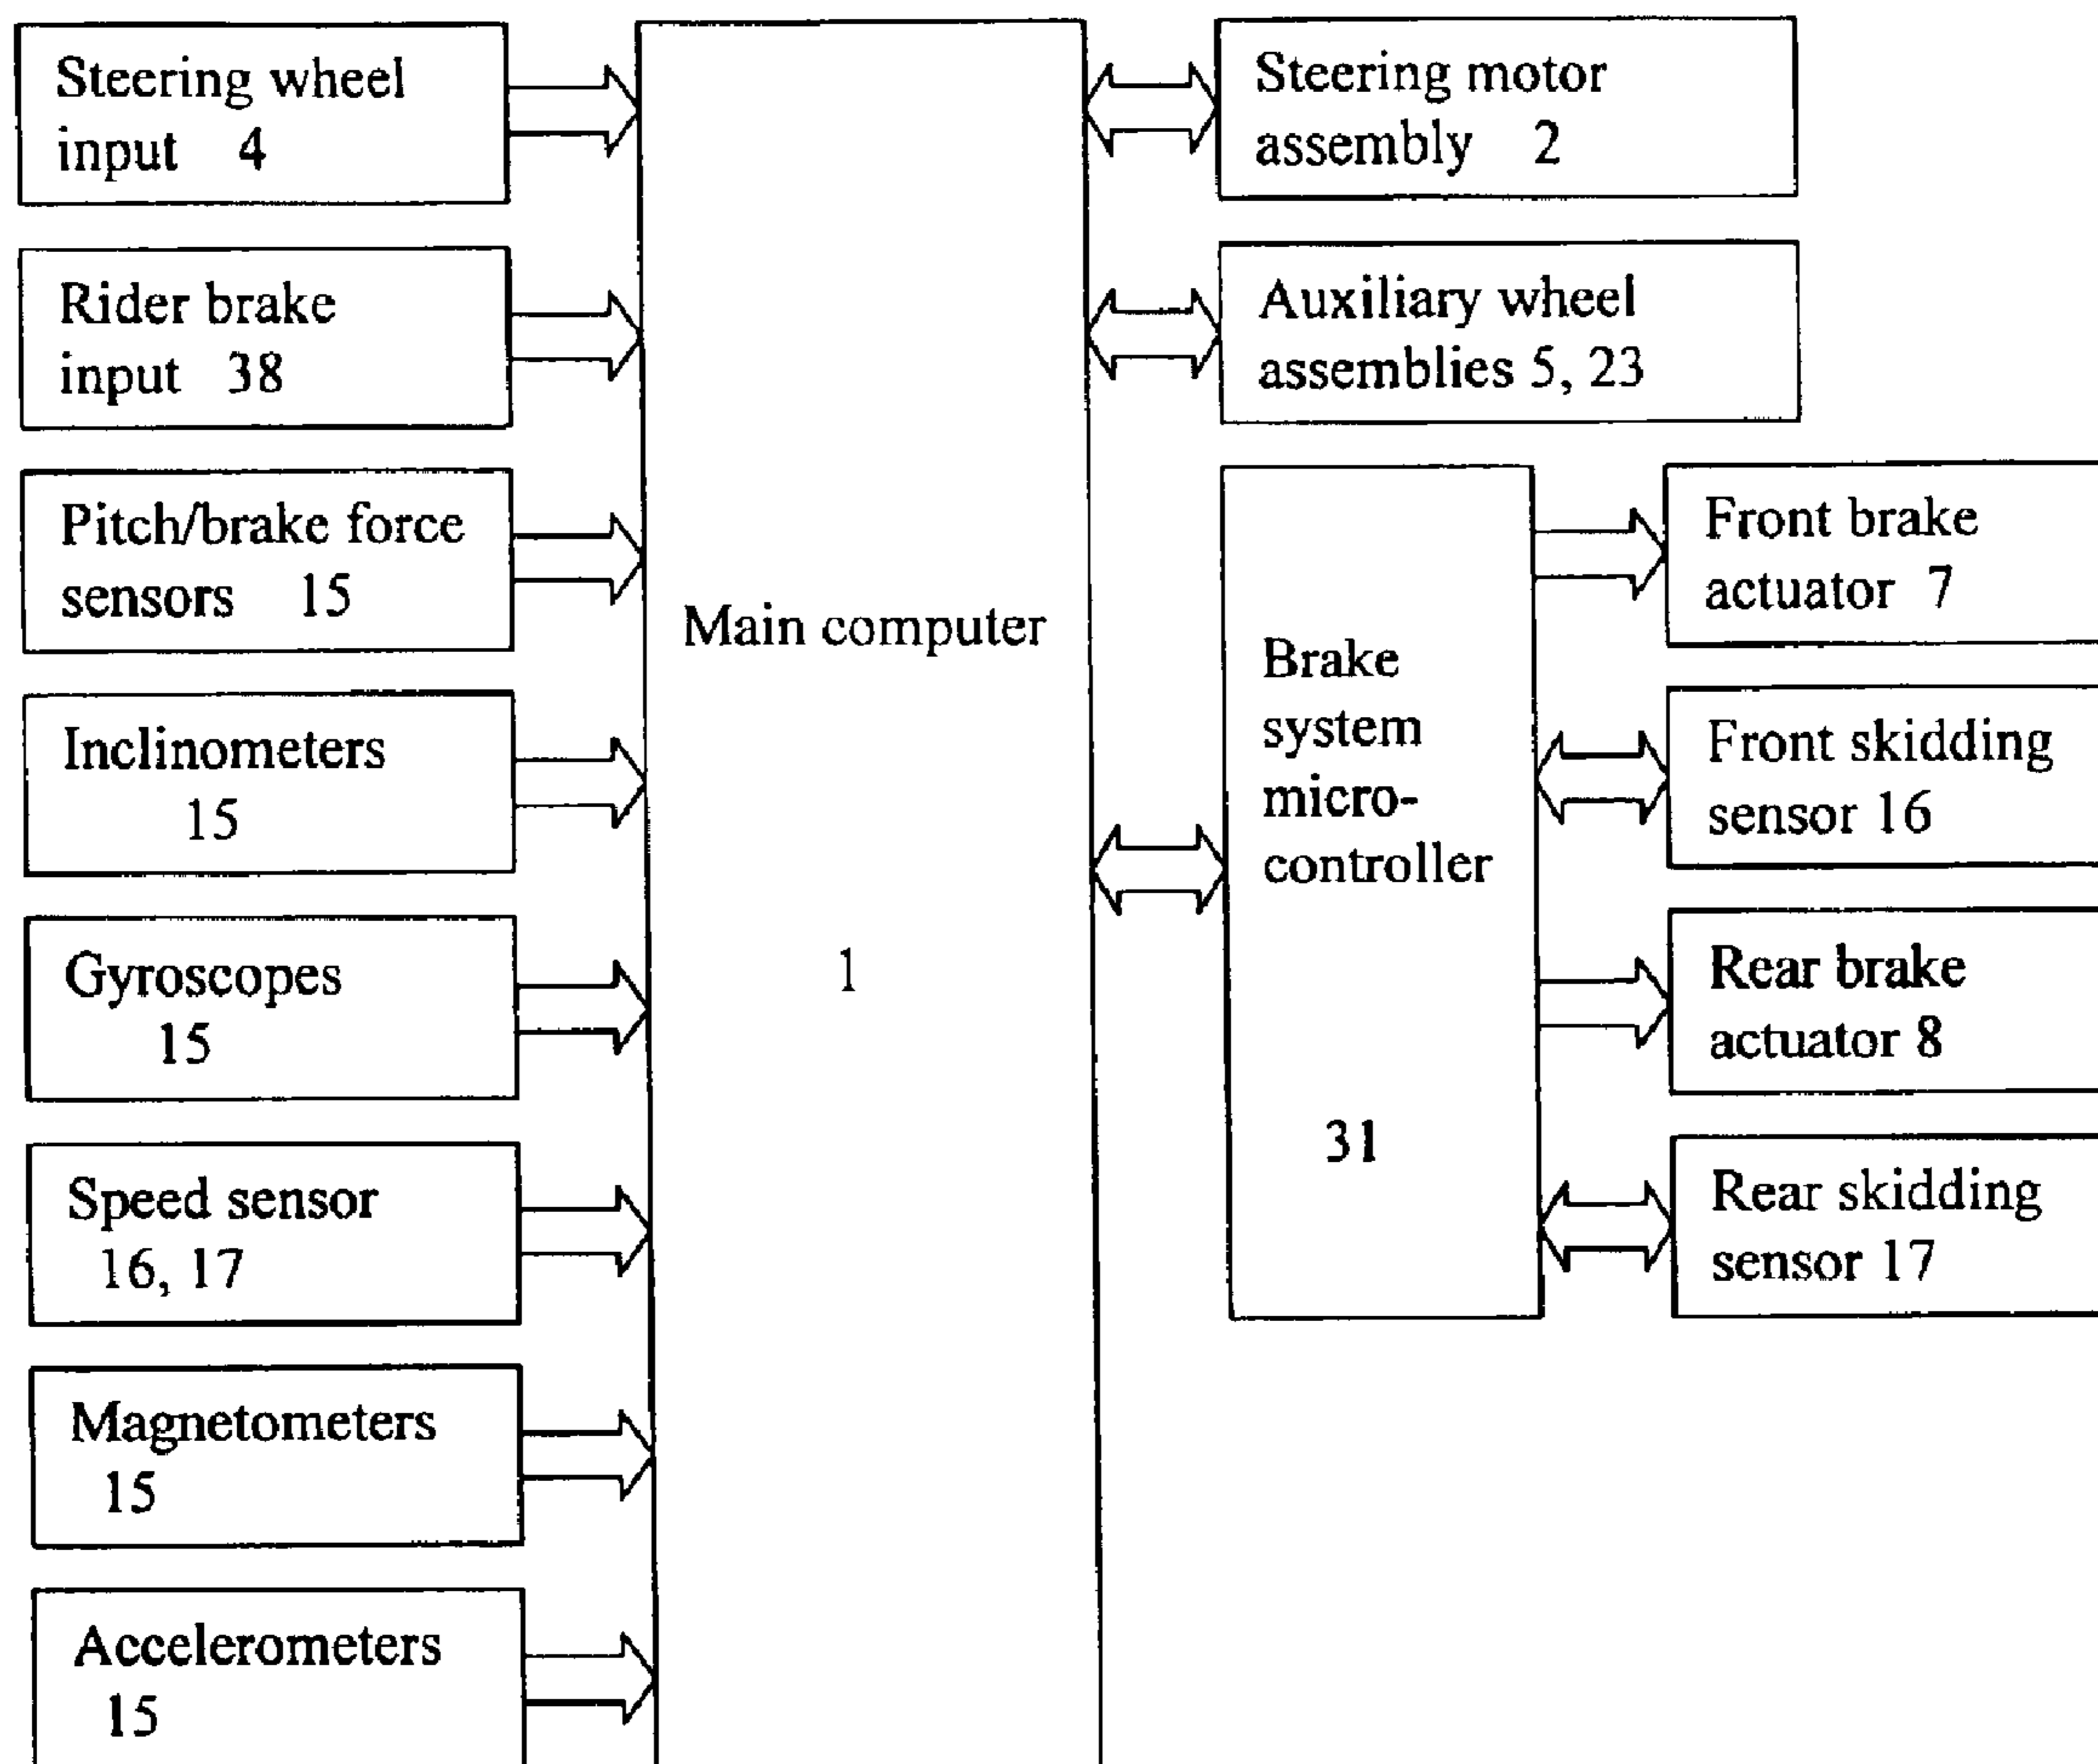 Steering wheel
input 4
Rider brake
input 38
Pitch/brake force
sensors 15
Inclinometers
15
Gyroscopes
15
Speed sensor
16, 17
Magnetometers
15
Accelerometers
15
Main computer
1
Steering motor
assembly 2
Auxiliary wheel
assemblies 5, 23
Brake
system
micro-
controller
31
Front brake
actuator 7
Front skidding
sensor 16
Rear brake
actuator 8
Rear skidding
sensor 17